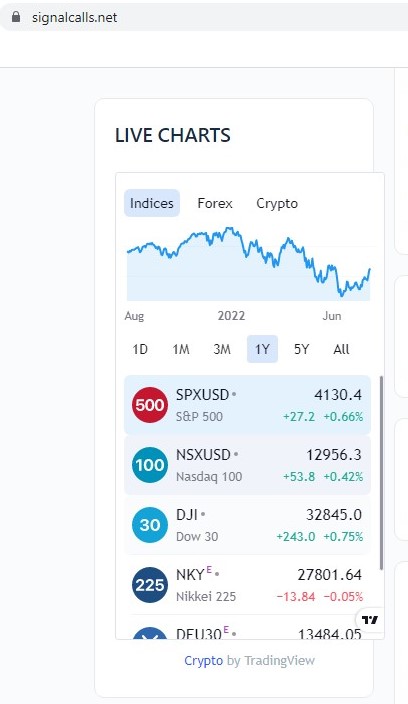 signalcalls.net
LIVE CHARTS
Indices Forex Crypto
Aug 2022 Jun
1D 1M 3M 1Y 5Y All
500 SPXUSD 4130.4
S&P 500 +27.2 +0.66%
100 NSXUSD 12956.3
Nasdaq 100 +53.8 +0.42%
30 DJI 32845.0
Dow 30 +243.0 +0.75%
225 NKY E 27801.64
Nikkei 225 −13.84 −0.05%
DEU30 E 13484.05
Crypto by TradingView